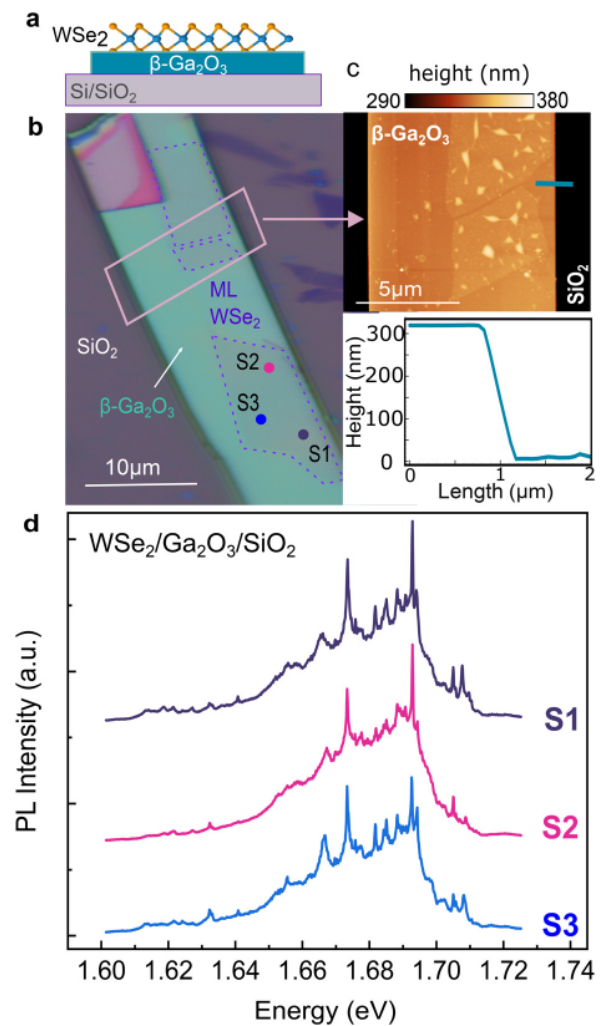 a
WSe2
β-Ga2O3
Si/SiO2
c
height (nm)
290 380
b
β-Ga2O3
SiO2
5μm
ML
WSe2
SiO2
S2
β-Ga2O3
S3
S1
10μm
Height (nm)
300
200
100
0
0 1 2
Length (μm)
d
WSe2/Ga2O3/SiO2
PL Intensity (a.u.)
S1
S2
S3
1.60 1.62 1.64 1.66 1.68 1.70 1.72 1.74
Energy (eV)